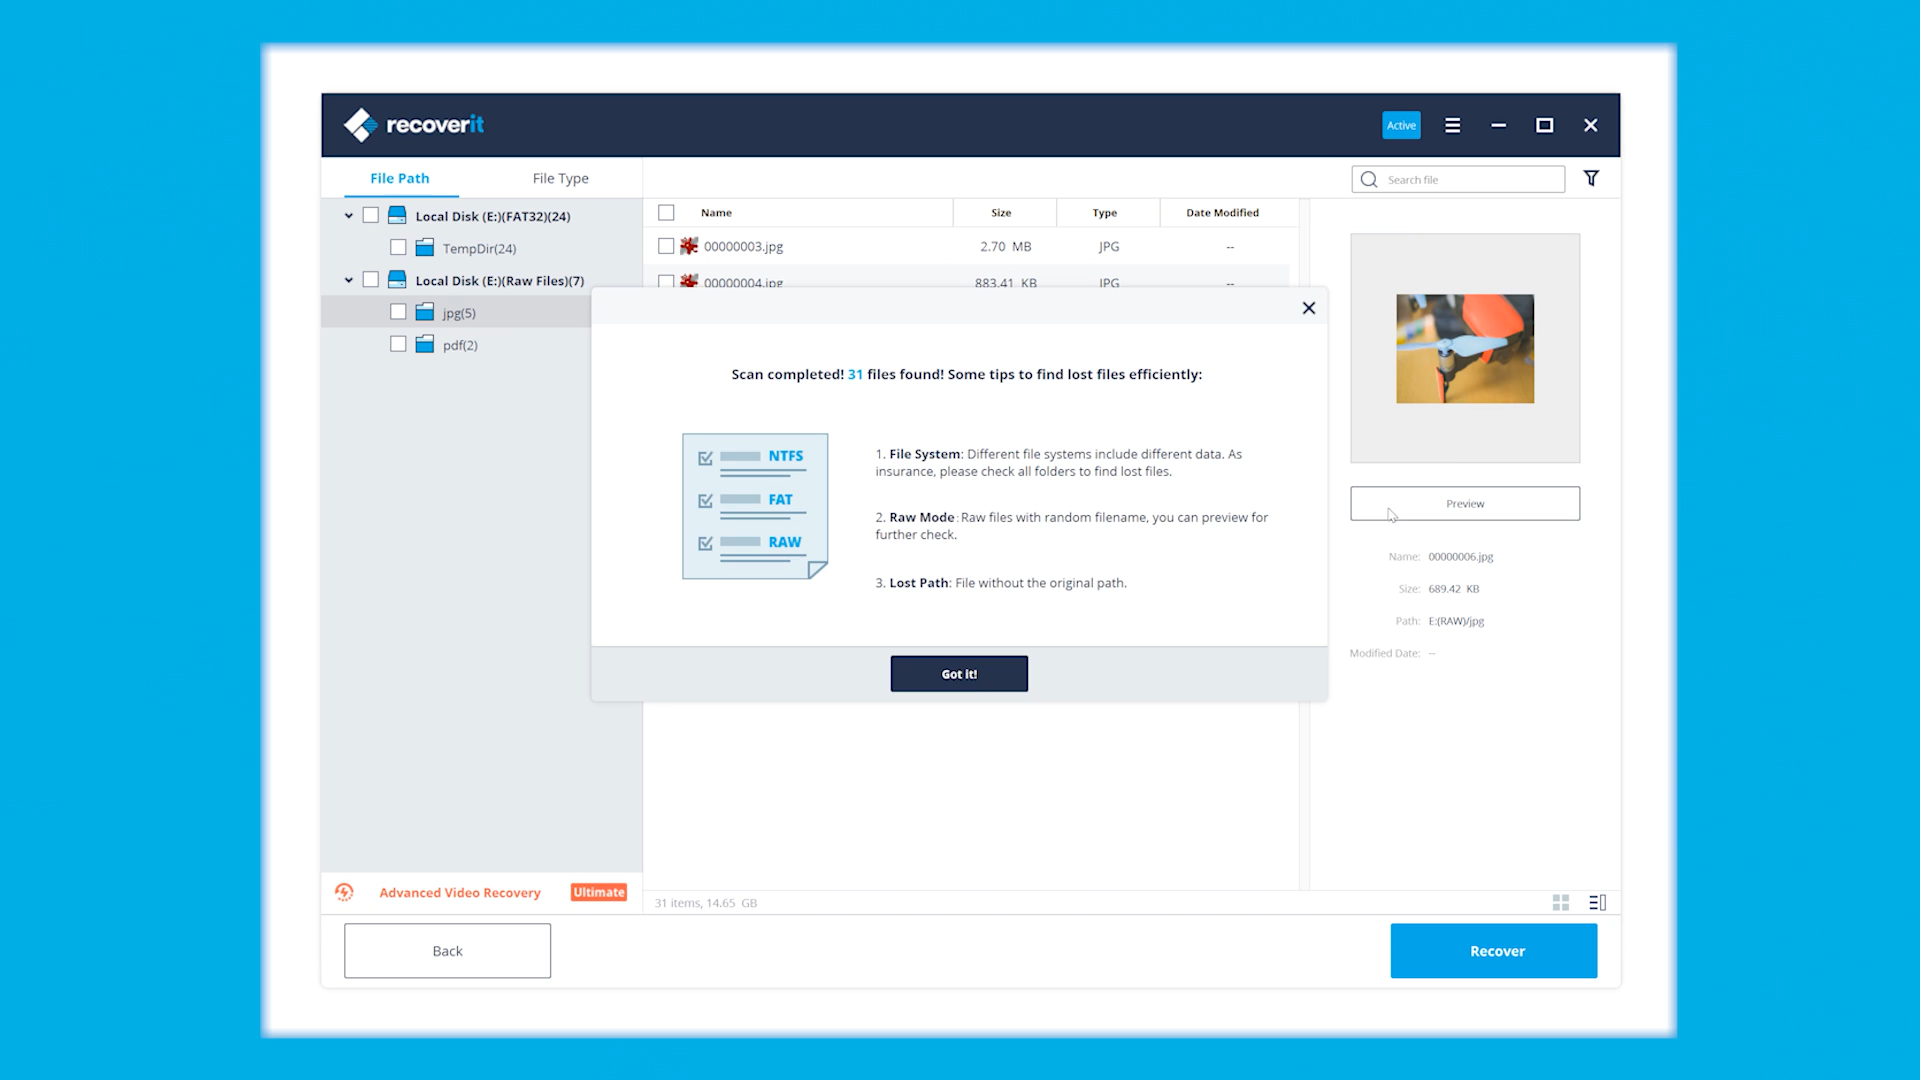 recoverit
Active
File Path
File Type
Search file
Local Disk (E:)(FAT32)(24)
TempDir(24)
Local Disk (E:)(Raw Files)(7)
jpg(5)
pdf(2)
Name Size Type Date Modified
00000003.jpg 2.70 MB JPG --
00000004.jpg 883.41 KB JPG --
Scan completed! 31 files found! Some tips to find lost files efficiently:
NTFS
FAT
RAW
1. File System: Different file systems include different data. As
insurance, please check all folders to find lost files.
2. Raw Mode: Raw files with random filename, you can preview for
further check.
3. Lost Path: File without the original path.
Got it!
Preview
Name: 00000006.jpg
Size: 689.42 KB
Path: E:(RAW)/jpg
Modified Date: --
Advanced Video Recovery Ultimate
31 items, 14.65 GB
Back
Recover